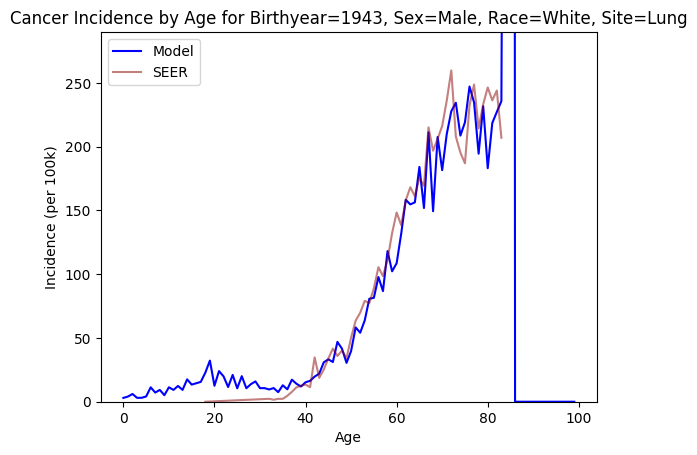 Cancer Incidence by Age for Birthyear=1943, Sex=Male, Race=White, Site=Lung
Model
SEER
Incidence (per 100k)
250
200
150
100
50
0
0 20 40 60 80 100
Age